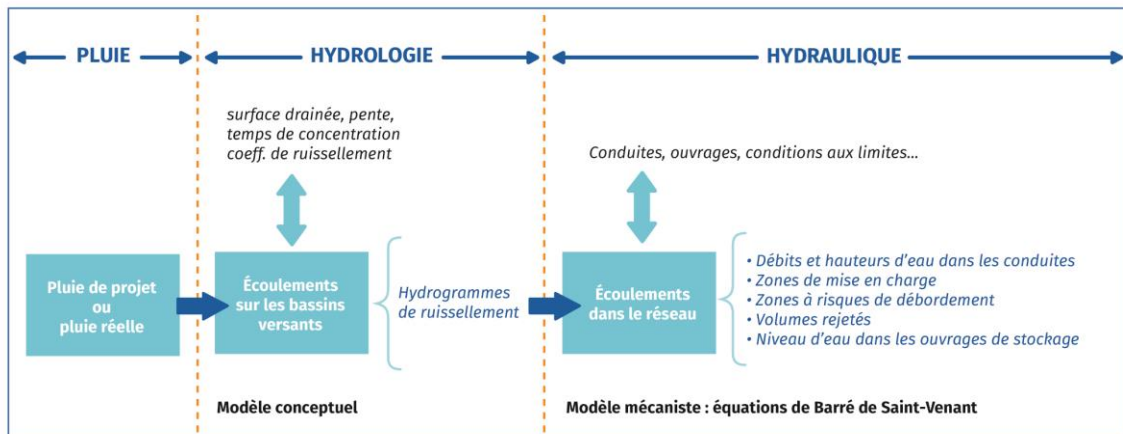 PLUIE
HYDROLOGIE
HYDRAULIQUE
surface drainée, pente,
temps de concentration
coeff. de ruissellement
Conduites, ouvrages, conditions aux limites...
Pluie de projet
ou
pluie réelle
Écoulements
sur les bassins
versants
Hydrogrammes
de ruissellement
Écoulements
dans le réseau
• Débits et hauteurs d'eau dans les conduites
• Zones de mise en charge
• Zones à risques de débordement
• Volumes rejetés
• Niveau d'eau dans les ouvrages de stockage
Modèle conceptuel
Modèle mécaniste : équations de Barré de Saint-Venant